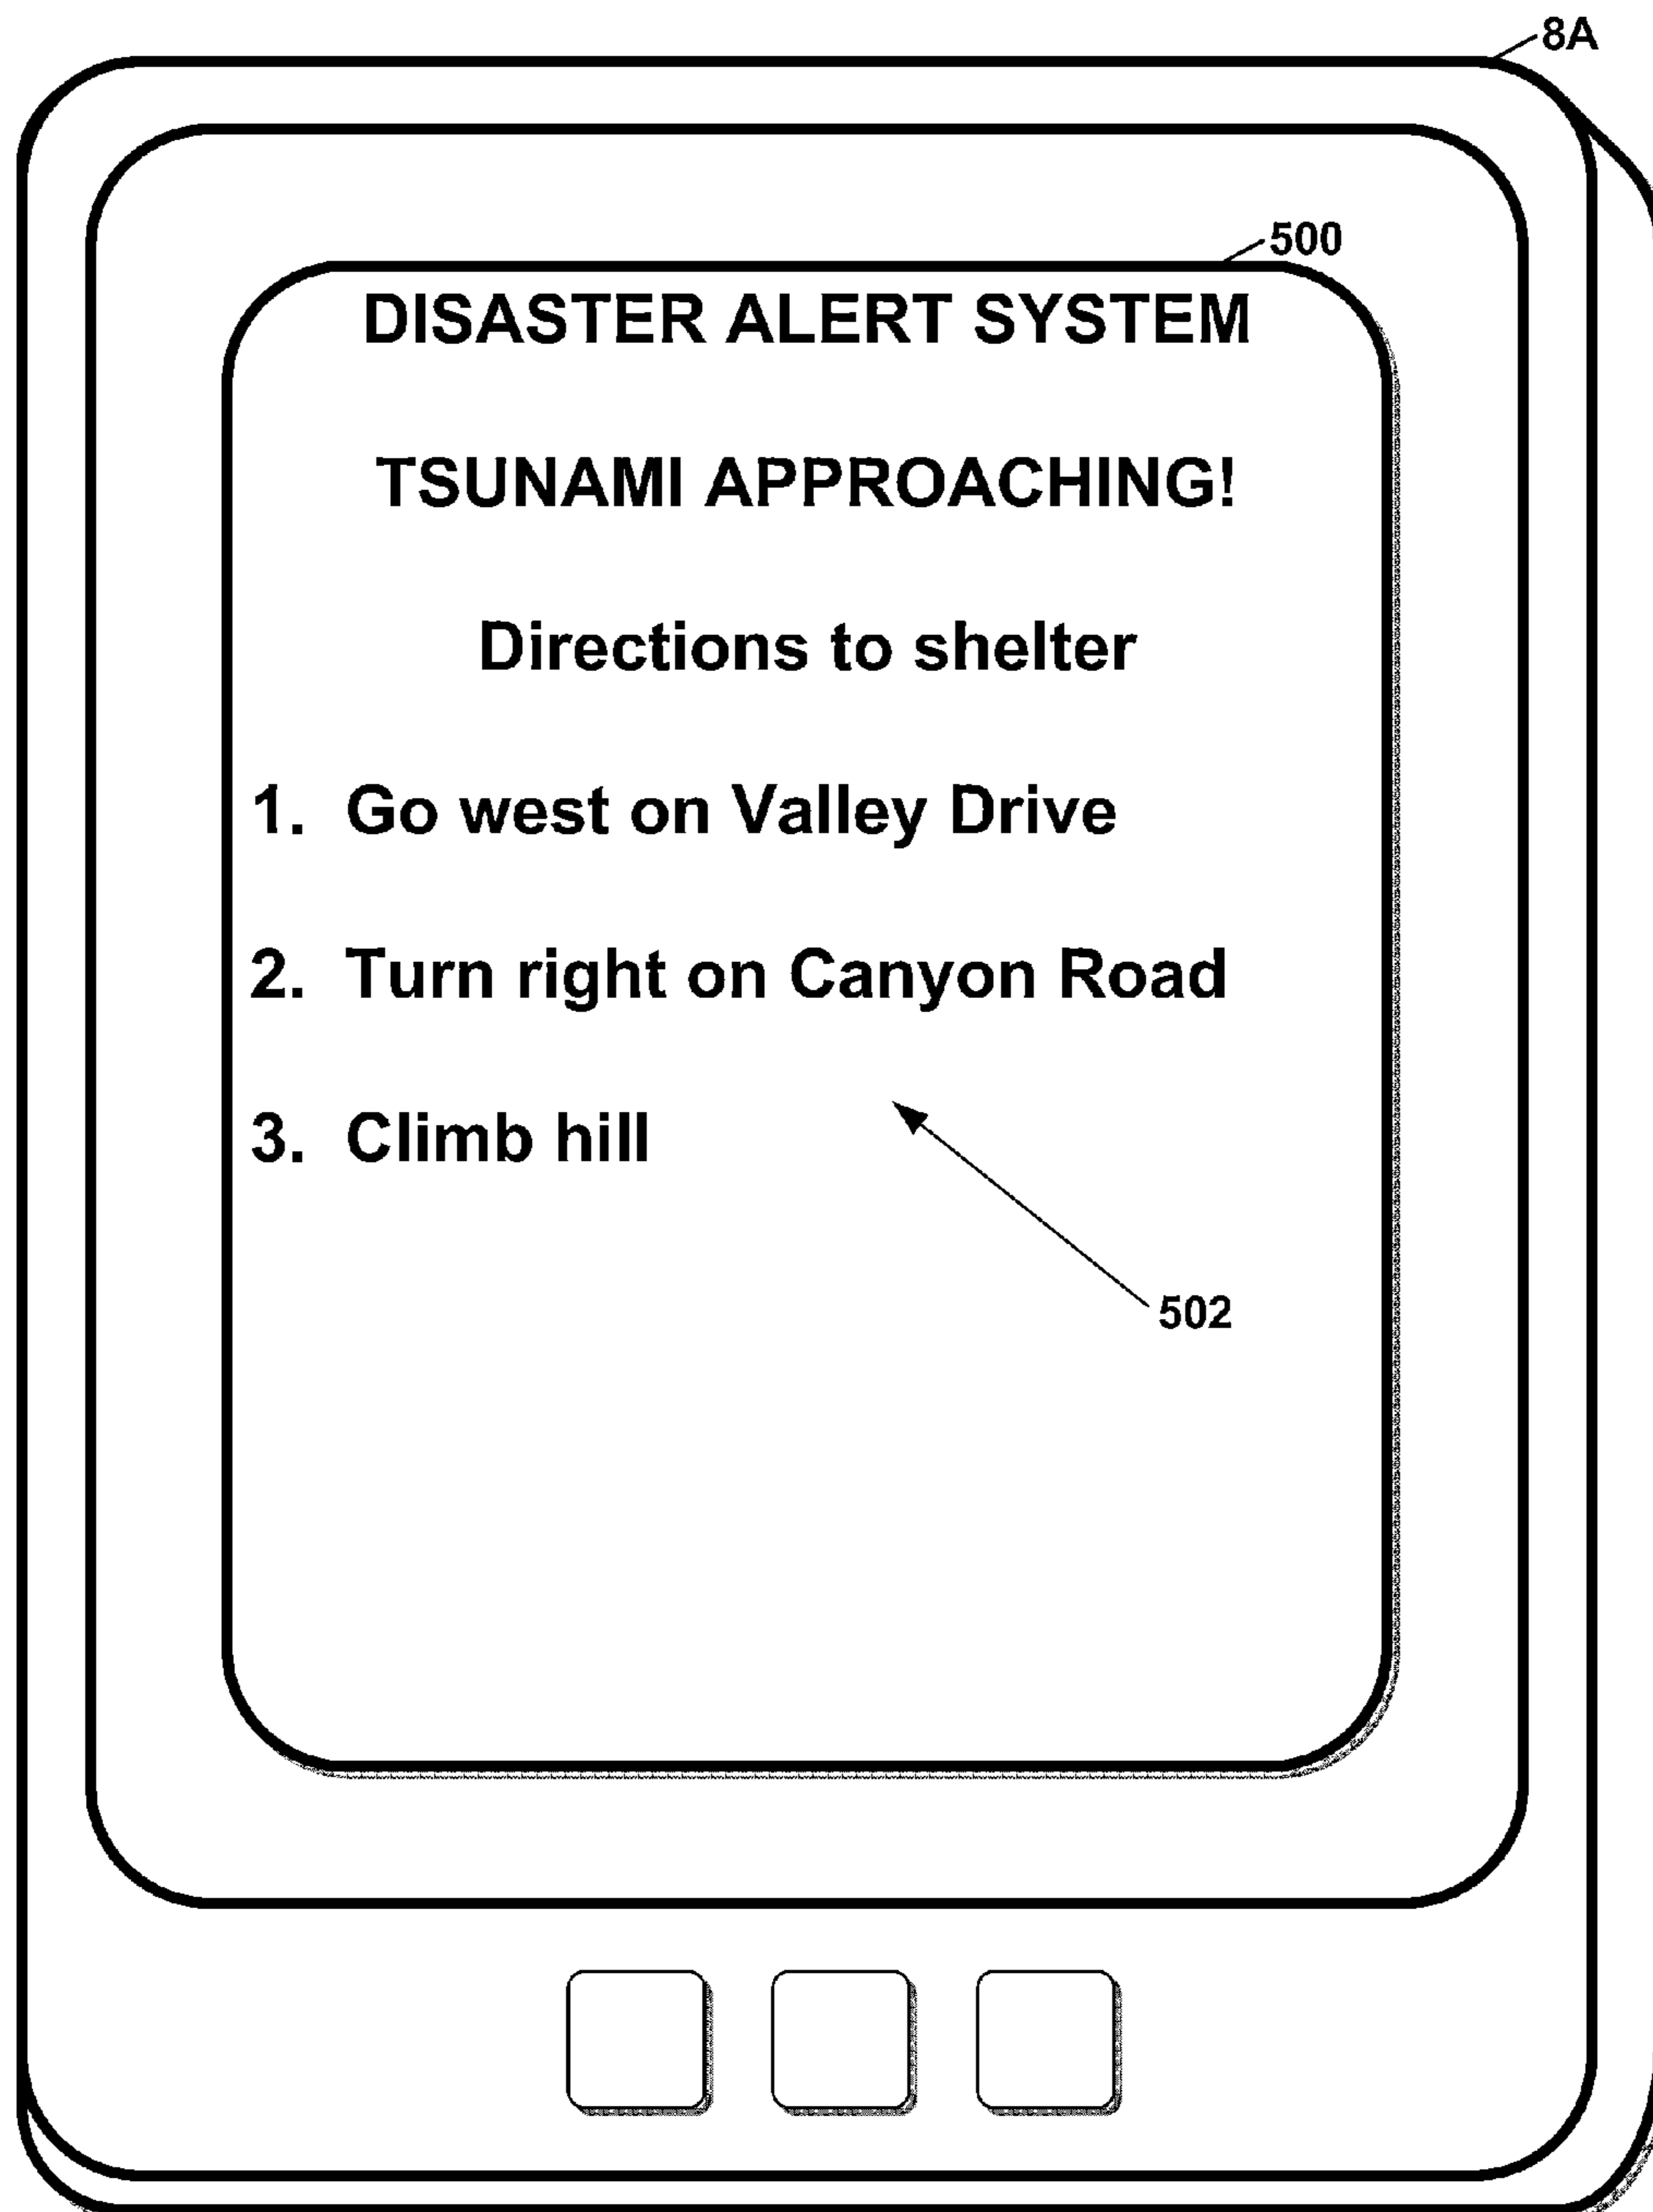 8A
500
DISASTER ALERT SYSTEM
TSUNAMI APPROACHING!
Directions to shelter
1. Go west on Valley Drive
2. Turn right on Canyon Road
3. Climb hill
502